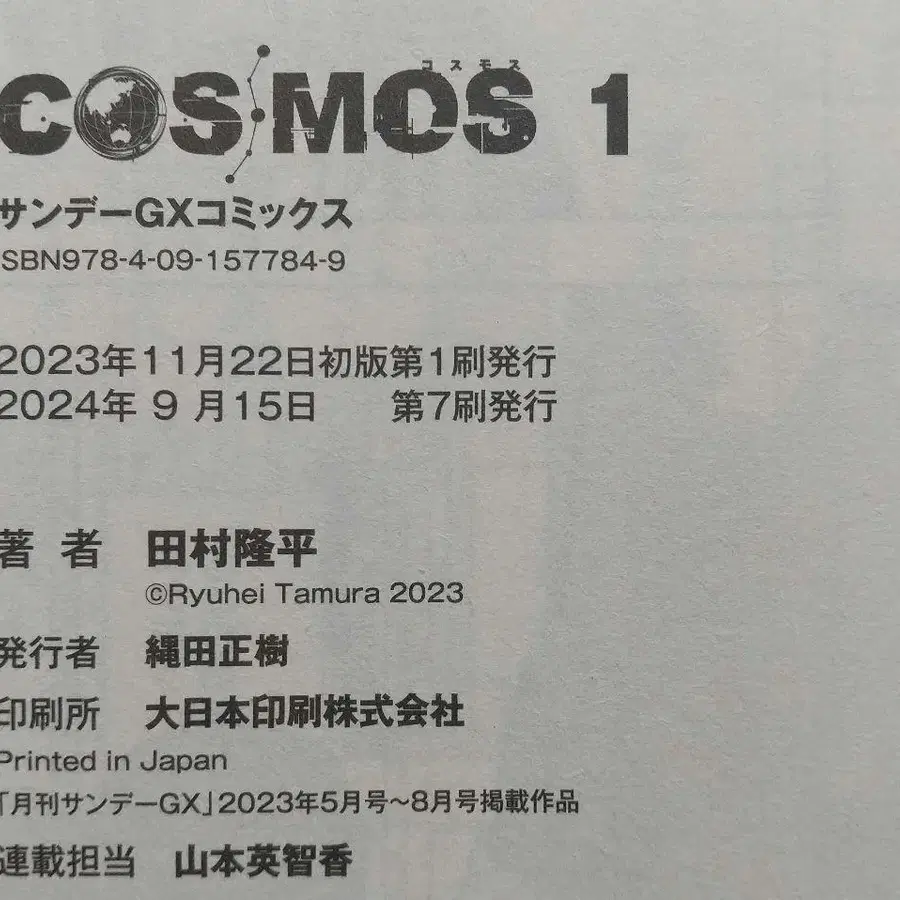 COSMOS 1
コスモス
サンデーGXコミックス
ISBN978-4-09-157784-9
2023年11月22日初版第1刷発行
2024年 9 月15日 第7刷発行
著 者 田村隆平
©Ryuhei Tamura 2023
発行者 縄田正樹
印刷所 大日本印刷株式会社
Printed in Japan
「月刊サンデーGX」2023年5月号～8月号掲載作品
連載担当 山本英智香